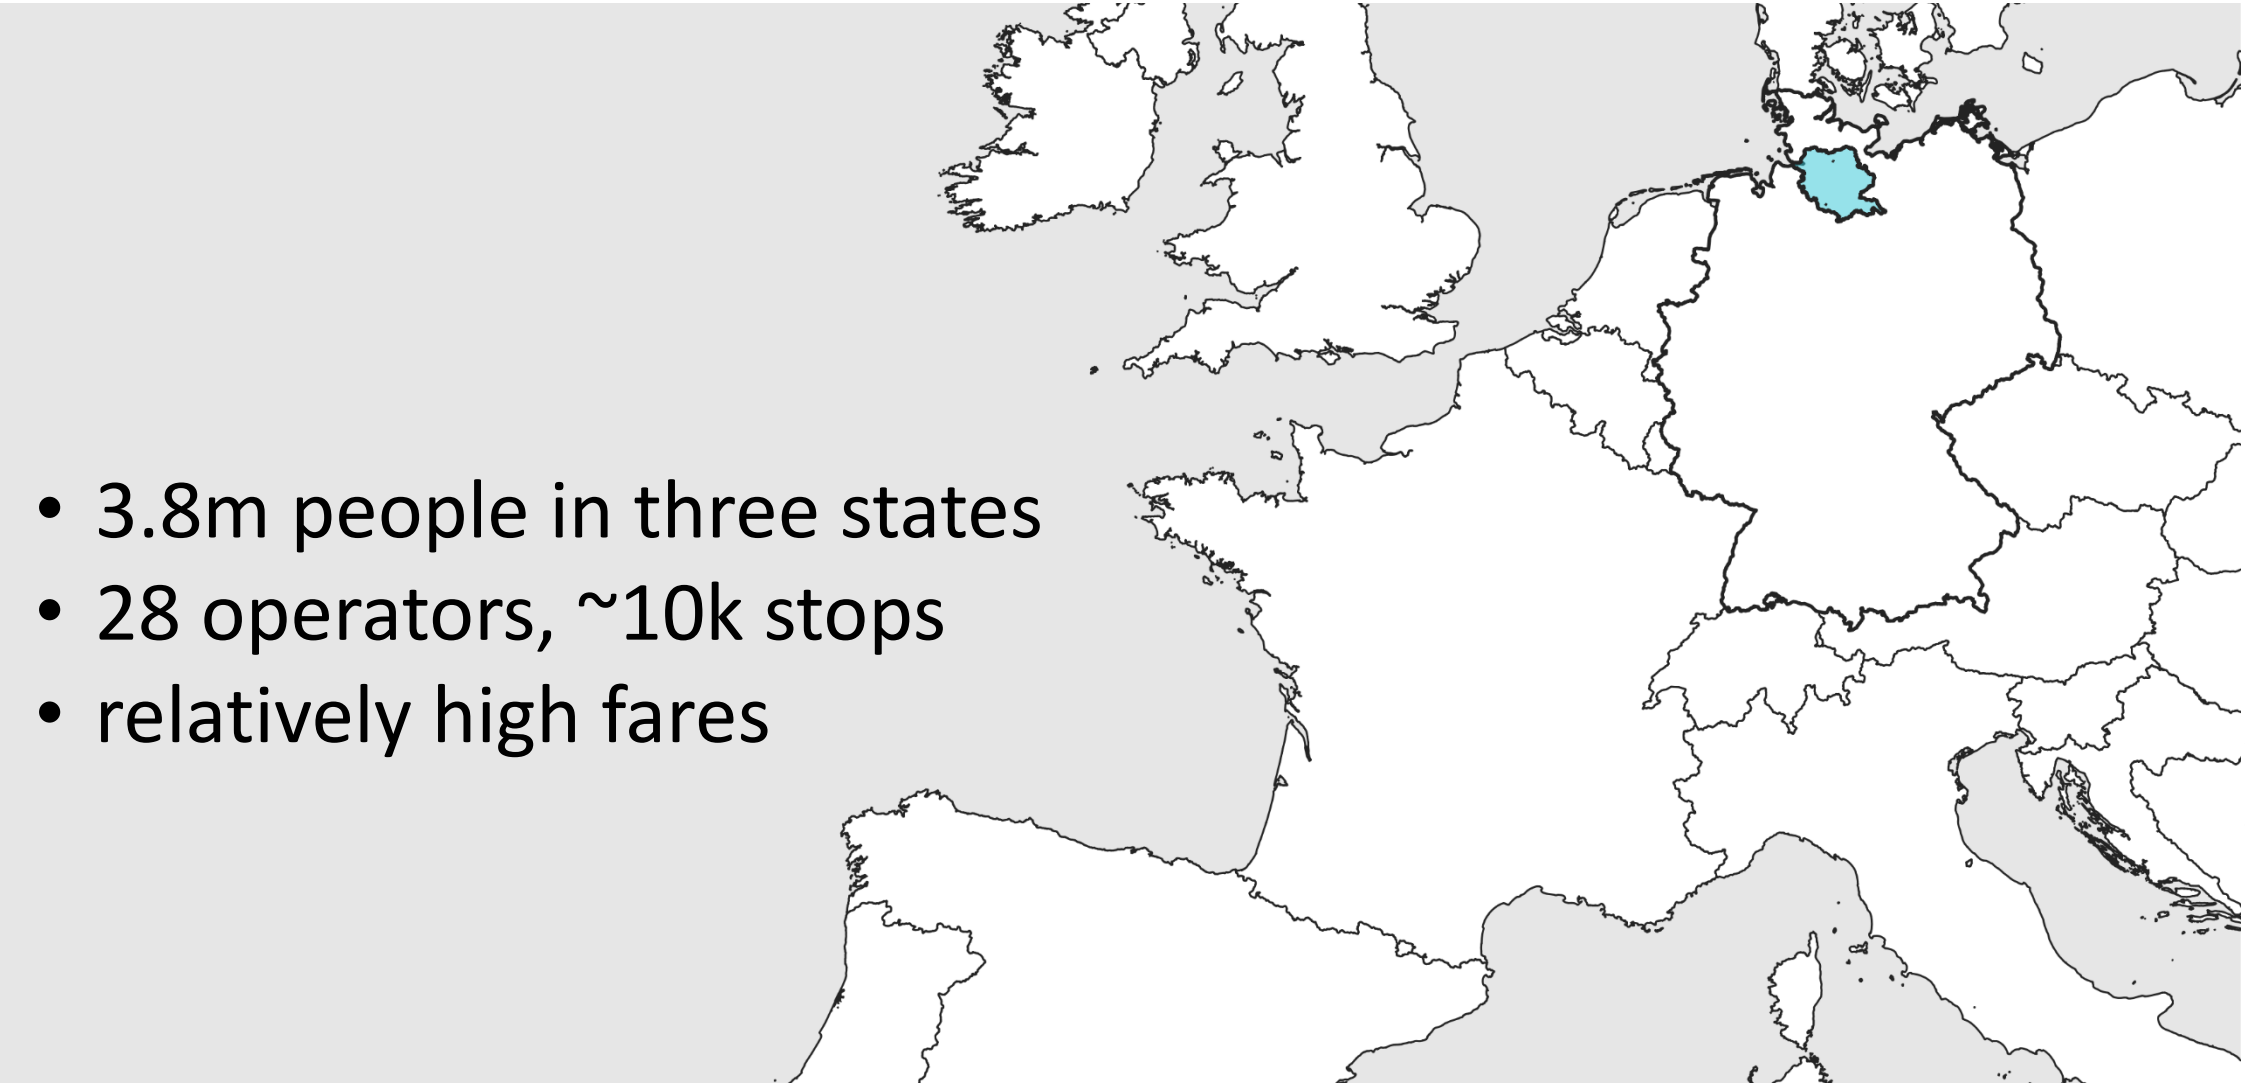 • 3.8m people in three states
• 28 operators, ~10k stops
• relatively high fares